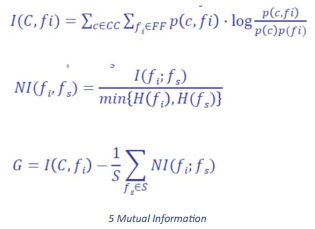 I(C, fi) = ∑c∈CC ∑fi∈FF p(c, fi) · log p(c,fi)/p(c)p(fi)
NI(fi, fs) = I(fi; fs)/min{H(fi), H(fs)}
G = I(C, fi) − 1/S ∑fs∈S NI(fi; fs)
5 Mutual Information